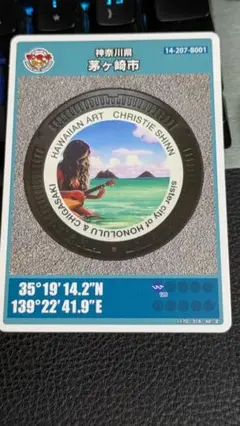 14-207-B001
神奈川県
茅ヶ崎市
HAWAIIAN ART CHRISTIE SHINN
sister city of HONOLULU & CHIGASAKI
35°19'14.2"N
139°22'41.9"E